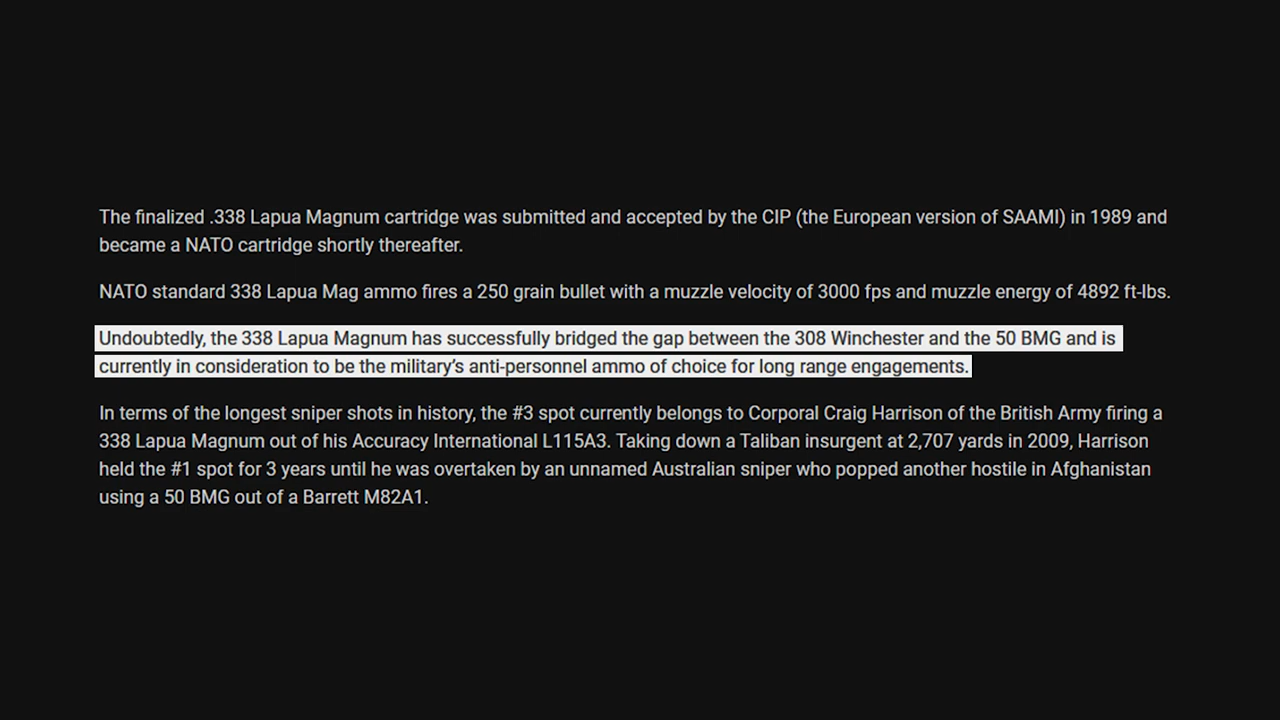 The finalized .338 Lapua Magnum cartridge was submitted and accepted by the CIP (the European version of SAAMI) in 1989 and
became a NATO cartridge shortly thereafter.
NATO standard 338 Lapua Mag ammo fires a 250 grain bullet with a muzzle velocity of 3000 fps and muzzle energy of 4892 ft-lbs.
Undoubtedly, the 338 Lapua Magnum has successfully bridged the gap between the 308 Winchester and the 50 BMG and is
currently in consideration to be the military’s anti-personnel ammo of choice for long range engagements.
In terms of the longest sniper shots in history, the #3 spot currently belongs to Corporal Craig Harrison of the British Army firing a
338 Lapua Magnum out of his Accuracy International L115A3. Taking down a Taliban insurgent at 2,707 yards in 2009, Harrison
held the #1 spot for 3 years until he was overtaken by an unnamed Australian sniper who popped another hostile in Afghanistan
using a 50 BMG out of a Barrett M82A1.